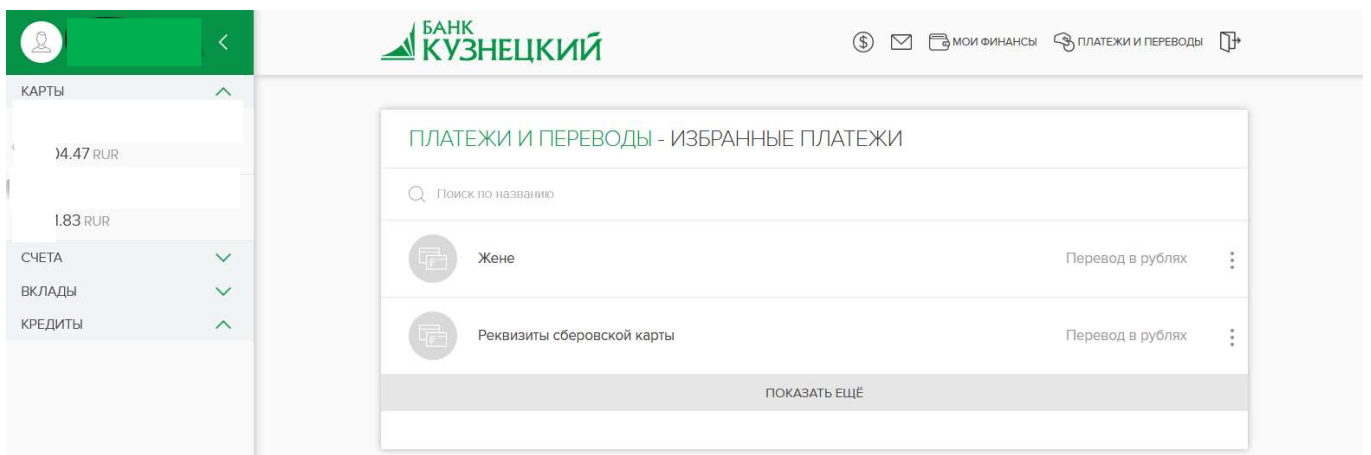 БАНК
КУЗНЕЦКИЙ
МОИ ФИНАНСЫ
ПЛАТЕЖИ И ПЕРЕВОДЫ
КАРТЫ
04.47 RUR
1.83 RUR
СЧЕТА
ВКЛАДЫ
КРЕДИТЫ
ПЛАТЕЖИ И ПЕРЕВОДЫ - ИЗБРАННЫЕ ПЛАТЕЖИ
Поиск по названию
Жене Перевод в рублях
Реквизиты сберовской карты Перевод в рублях
ПОКАЗАТЬ ЕЩЁ